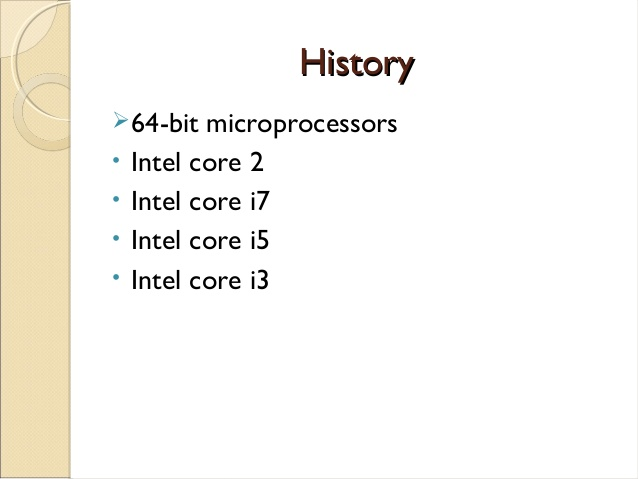 History
64-bit microprocessors
Intel core 2
Intel core i7
Intel core i5
Intel core i3